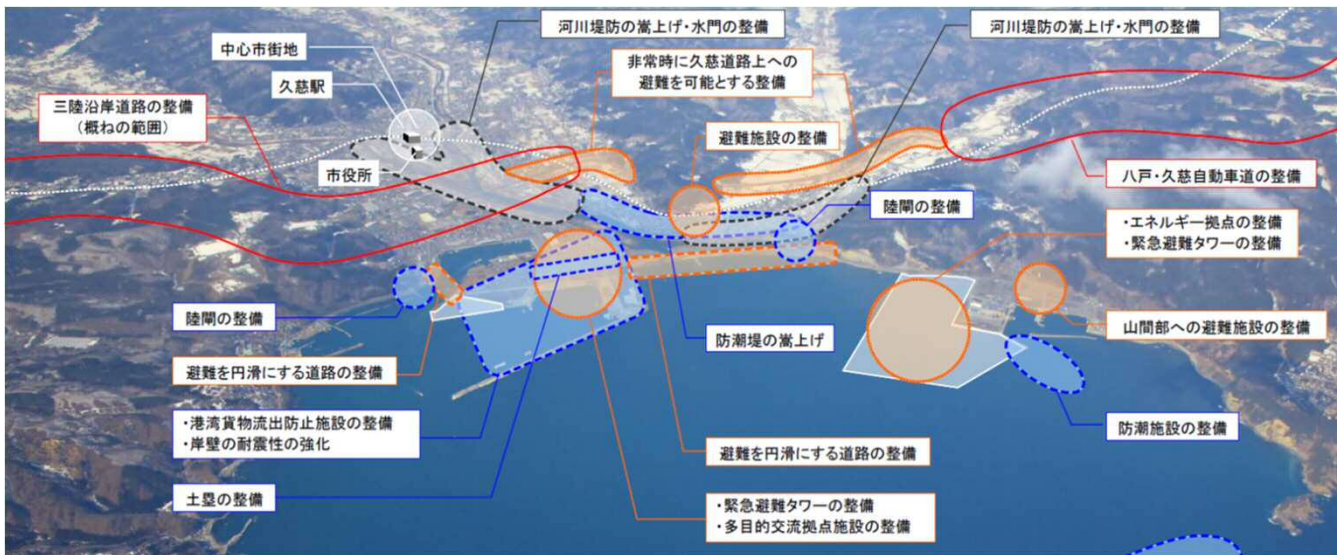 河川堤防の嵩上げ・水門の整備
河川堤防の嵩上げ・水門の整備
中心市街地
非常時に久慈道路上への
避難を可能とする整備
久慈駅
三陸沿岸道路の整備
(概ねの範囲)
避難施設の整備
市役所
八戸・久慈自動車道の整備
陸閘の整備
・エネルギー拠点の整備
・緊急避難タワーの整備
陸閘の整備
防潮堤の嵩上げ
山間部への避難施設の整備
避難を円滑にする道路の整備
・港湾貨物流出防止施設の整備
・岸壁の耐震性の強化
防潮施設の整備
避難を円滑にする道路の整備
土塁の整備
・緊急避難タワーの整備
・多目的交流拠点施設の整備